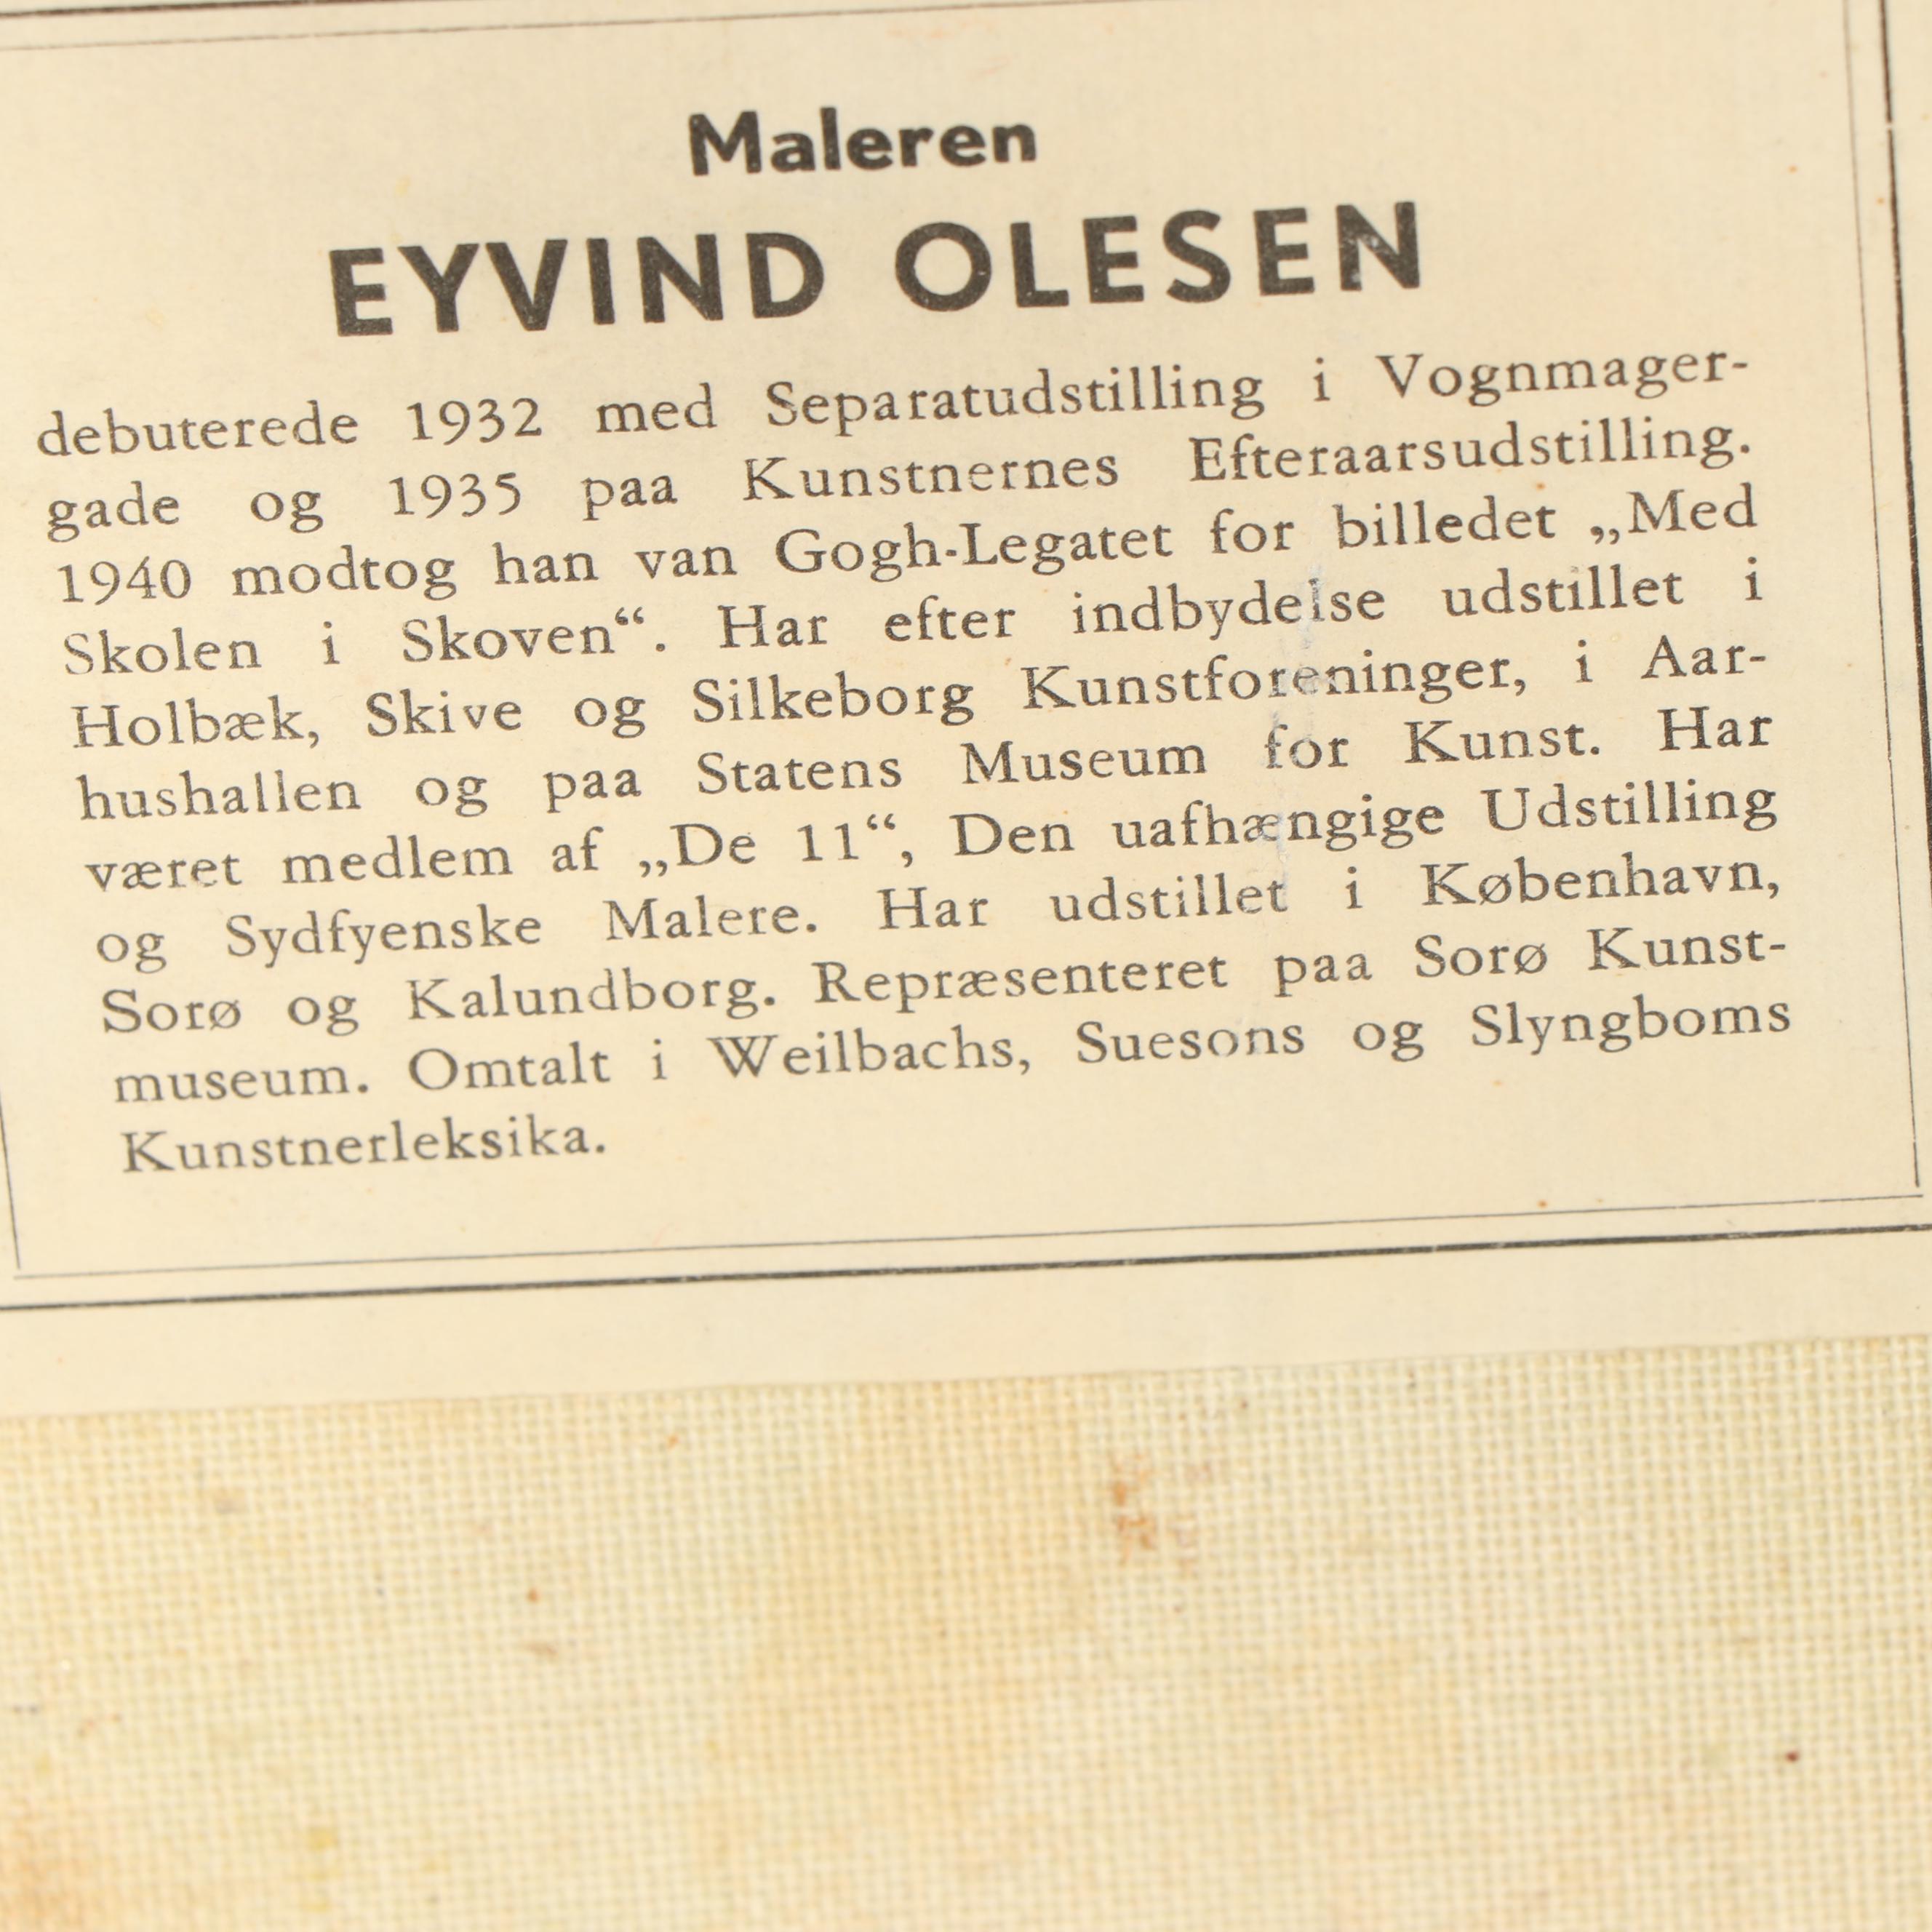 Maleren
EYVIND OLESEN
debuterede 1932 med Separatudstilling i Vognmager-
gade og 1935 paa Kunstnernes Efteraarsudstilling.
1940 modtog han van Gogh-Legatet for billedet „Med
Skolen i Skoven“. Har efter indbydelse udstillet i
Holbæk, Skive og Silkeborg Kunstforeninger, i Aar-
hushallen og paa Statens Museum for Kunst. Har
været medlem af „De 11“, Den uafhængige Udstilling
og Sydfyenske Malere. Har udstillet i København,
Sorø og Kalundborg. Repræsenteret paa Sorø Kunst-
museum. Omtalt i Weilbachs, Suesons og Slyngboms
Kunstnerleksika.